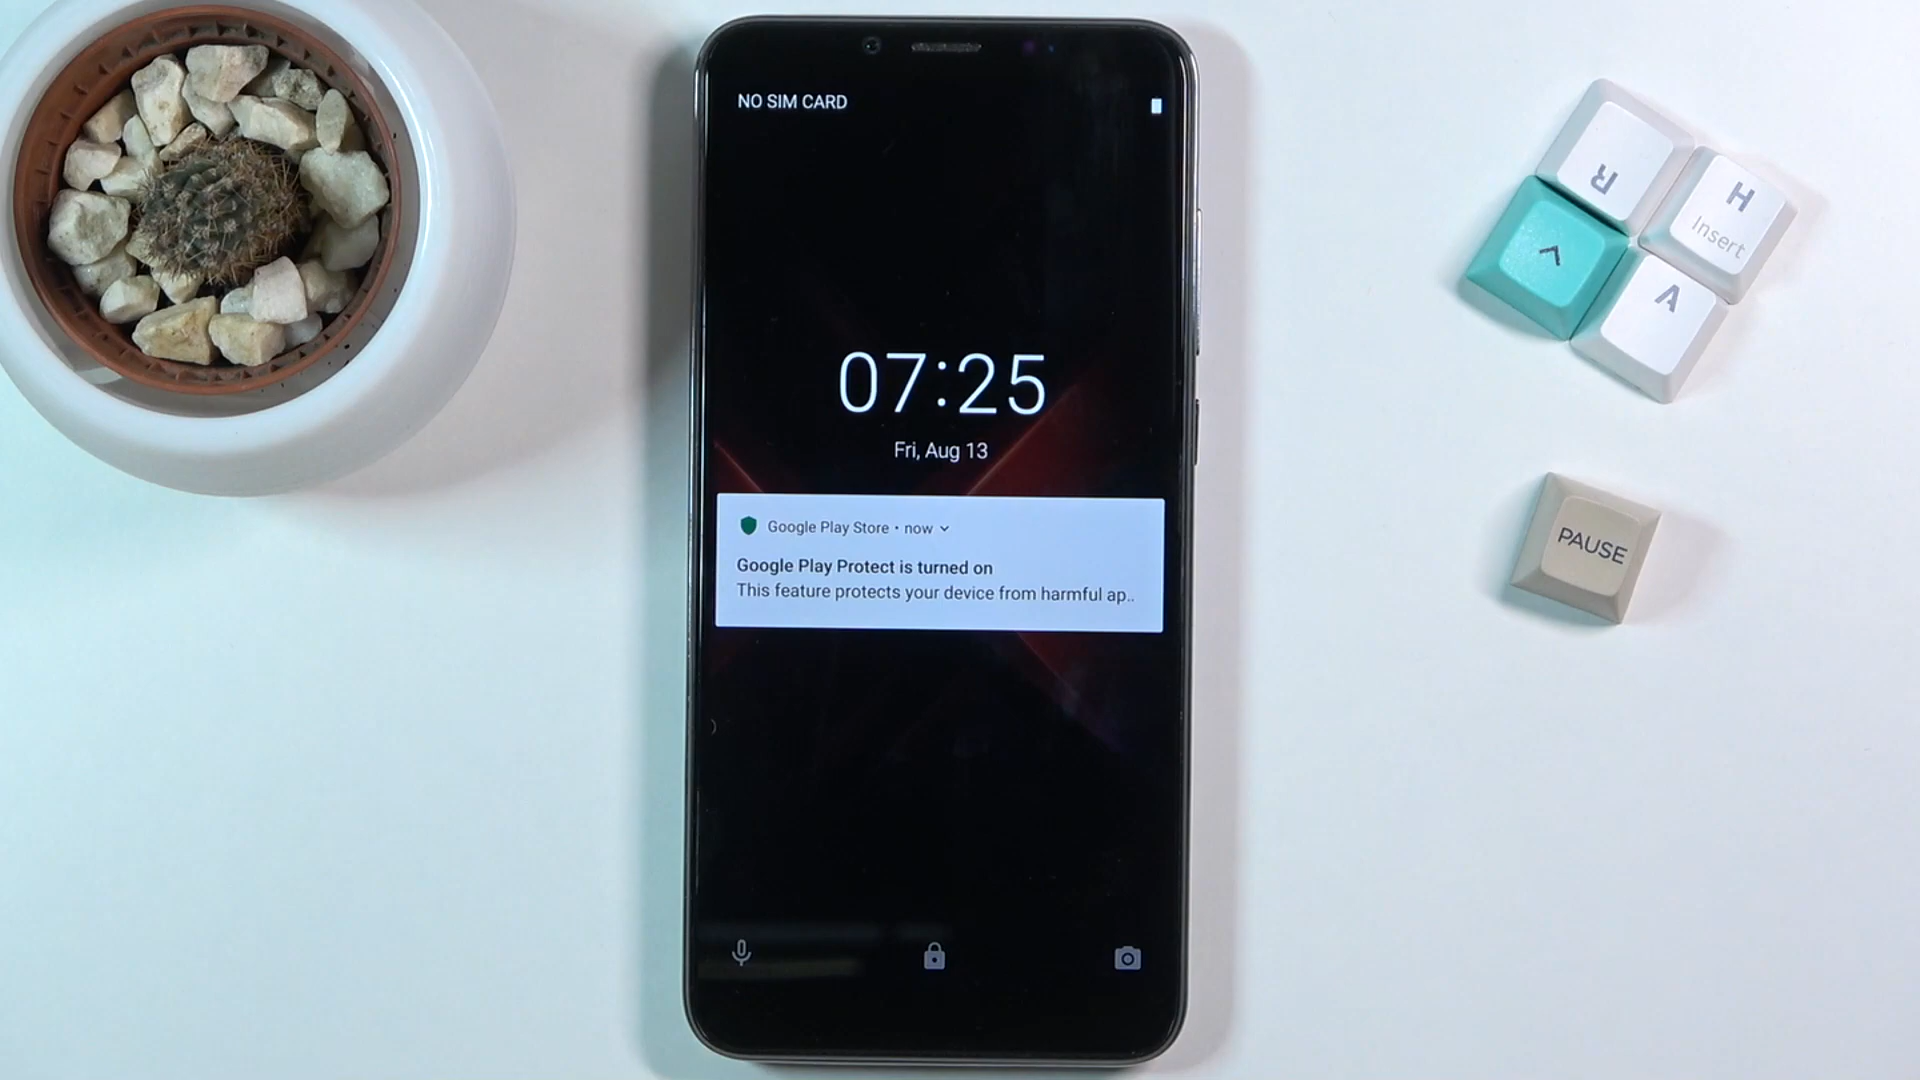 NO SIM CARD
07:25
Fri, Aug 13
Google Play Store • now
Google Play Protect is turned on
This feature protects your device from harmful ap..
R
H
Insert
^
A
PAUSE